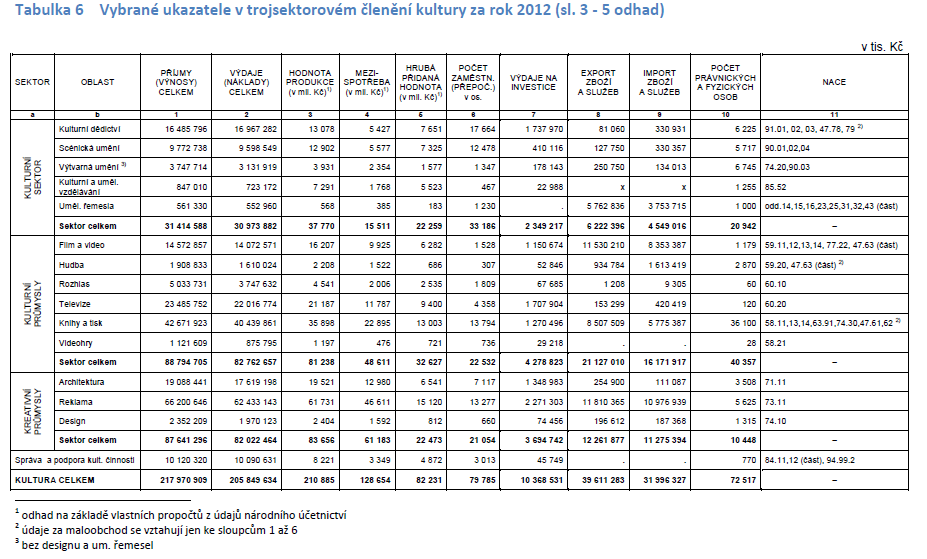 Tabulka 6 Vybrané ukazatele v trojsektorovém členění kultury za rok 2012 (sl. 3 - 5 odhad)
v tis. Kč
SEKTOR OBLAST PŘÍJMY (VÝNOSY) CELKEM VÝDAJE (NÁKLADY) CELKEM HODNOTA PRODUKCE (v mil. Kč)1) MEZI-SPOTŘEBA (v mil. Kč)1) HRUBÁ PŘIDANÁ HODNOTA (v mil. Kč)1) POČET ZAMĚSTN. (PŘEPOČ.) v os. VÝDAJE NA INVESTICE EXPORT ZBOŽÍ A SLUŽEB IMPORT ZBOŽÍ A SLUŽEB POČET PRÁVNICKÝCH A FYZICKÝCH OSOB NACE
a b 1 2 3 4 5 6 7 8 9 10 11
KULTURNÍ SEKTOR
Kulturní dědictví 16 485 796 16 967 282 13 078 5 427 7 651 17 664 1 737 970 81 060 330 931 6 225 91.01, 02, 03, 47.78, 79 2)
Scénická umění 9 772 738 9 598 549 12 902 5 577 7 325 12 478 410 116 127 750 330 357 5 717 90.01,02,04
Výtvarná umění 3) 3 747 714 3 131 919 3 931 2 354 1 577 1 347 178 143 250 750 134 013 6 745 74.20,90.03
Kulturní a uměl. vzdělávání 847 010 723 172 7 291 1 768 5 523 467 22 988 x x 1 255 85.52
Uměl. řemesla 561 330 552 960 568 385 183 1 230 . 5 762 836 3 753 715 1 000 odd.14,15,16,23,25,31,32,43 (část)
Sektor celkem 31 414 588 30 973 882 37 770 15 511 22 259 33 186 2 349 217 6 222 396 4 549 016 20 942 –
KULTURNÍ PRŮMYSLY
Film a video 14 572 857 14 072 571 16 207 9 925 6 282 1 528 1 150 674 11 530 210 8 353 387 1 179 59.11,12,13,14, 77.22, 47.63 (část)
Hudba 1 908 833 1 610 024 2 208 1 522 686 307 52 846 934 784 1 613 419 2 870 59.20, 47.63 (část) 2)
Rozhlas 5 033 731 3 747 632 4 541 2 006 2 535 1 809 67 685 1 208 9 305 60 60.10
Televize 23 485 752 22 016 774 21 187 11 787 9 400 4 358 1 707 904 153 299 420 419 120 60.20
Knihy a tisk 42 671 923 40 439 861 35 898 22 895 13 003 13 794 1 270 496 8 507 509 5 775 387 36 100 58.11,13,14,63.91,74.30,47.61,62 2)
Videohry 1 121 609 875 795 1 197 476 721 736 29 218 . . 28 58.21
Sektor celkem 88 794 705 82 762 657 81 238 48 611 32 627 22 532 4 278 823 21 127 010 16 171 917 40 357 –
KREATIVNÍ PRŮMYSLY
Architektura 19 088 441 17 619 198 19 521 12 980 6 541 7 117 1 348 983 254 900 111 087 3 508 71.11
Reklama 66 200 646 62 433 143 61 731 46 611 15 120 13 277 2 271 303 11 810 365 10 976 939 5 625 73.11
Design 2 352 209 1 970 123 2 404 1 592 812 660 74 456 196 612 187 368 1 315 74.10
Sektor celkem 87 641 296 82 022 464 83 656 61 183 22 473 21 054 3 694 742 12 261 877 11 275 394 10 448 –
Správa a podpora kult. činnosti 10 120 320 10 090 631 8 221 3 349 4 872 3 013 45 749 . . 770 84.11,12 (část), 94.99.2
KULTURA CELKEM 217 970 909 205 849 634 210 885 128 654 82 231 79 785 10 368 531 39 611 283 31 996 327 72 517 –
1 odhad na základě vlastních propočtů z údajů národního účetnictví
2 údaje za maloobchod se vztahují jen ke sloupcům 1 až 6
3 bez designu a um. řemesel